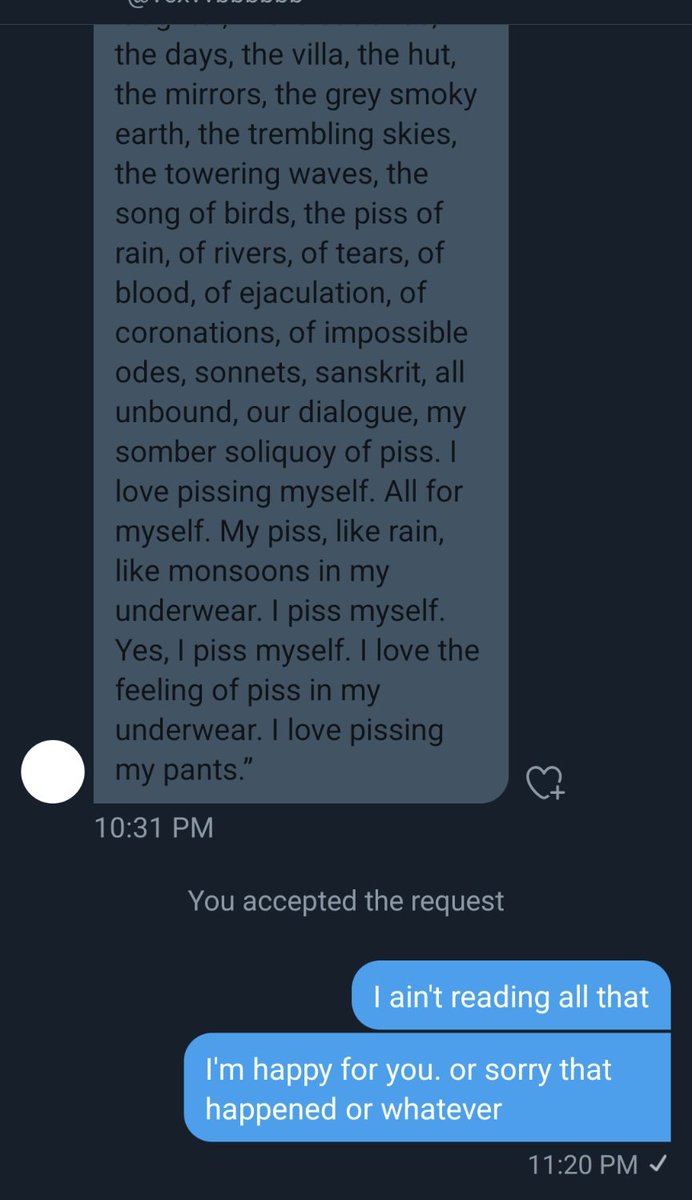 the days, the villa, the hut,
the mirrors, the grey smoky
earth, the trembling skies,
the towering waves, the
song of birds, the piss of
rain, of rivers, of tears, of
blood, of ejaculation, of
coronations, of impossible
odes, sonnets, sanskrit, all
unbound, our dialogue, my
somber soliquoy of piss. I
love pissing myself. All for
myself. My piss, like rain,
like monsoons in my
underwear. I piss myself.
Yes, I piss myself. I love the
feeling of piss in my
underwear. I love pissing
my pants.”
10:31 PM
You accepted the request
I ain't reading all that
I'm happy for you. or sorry that
happened or whatever
11:20 PM